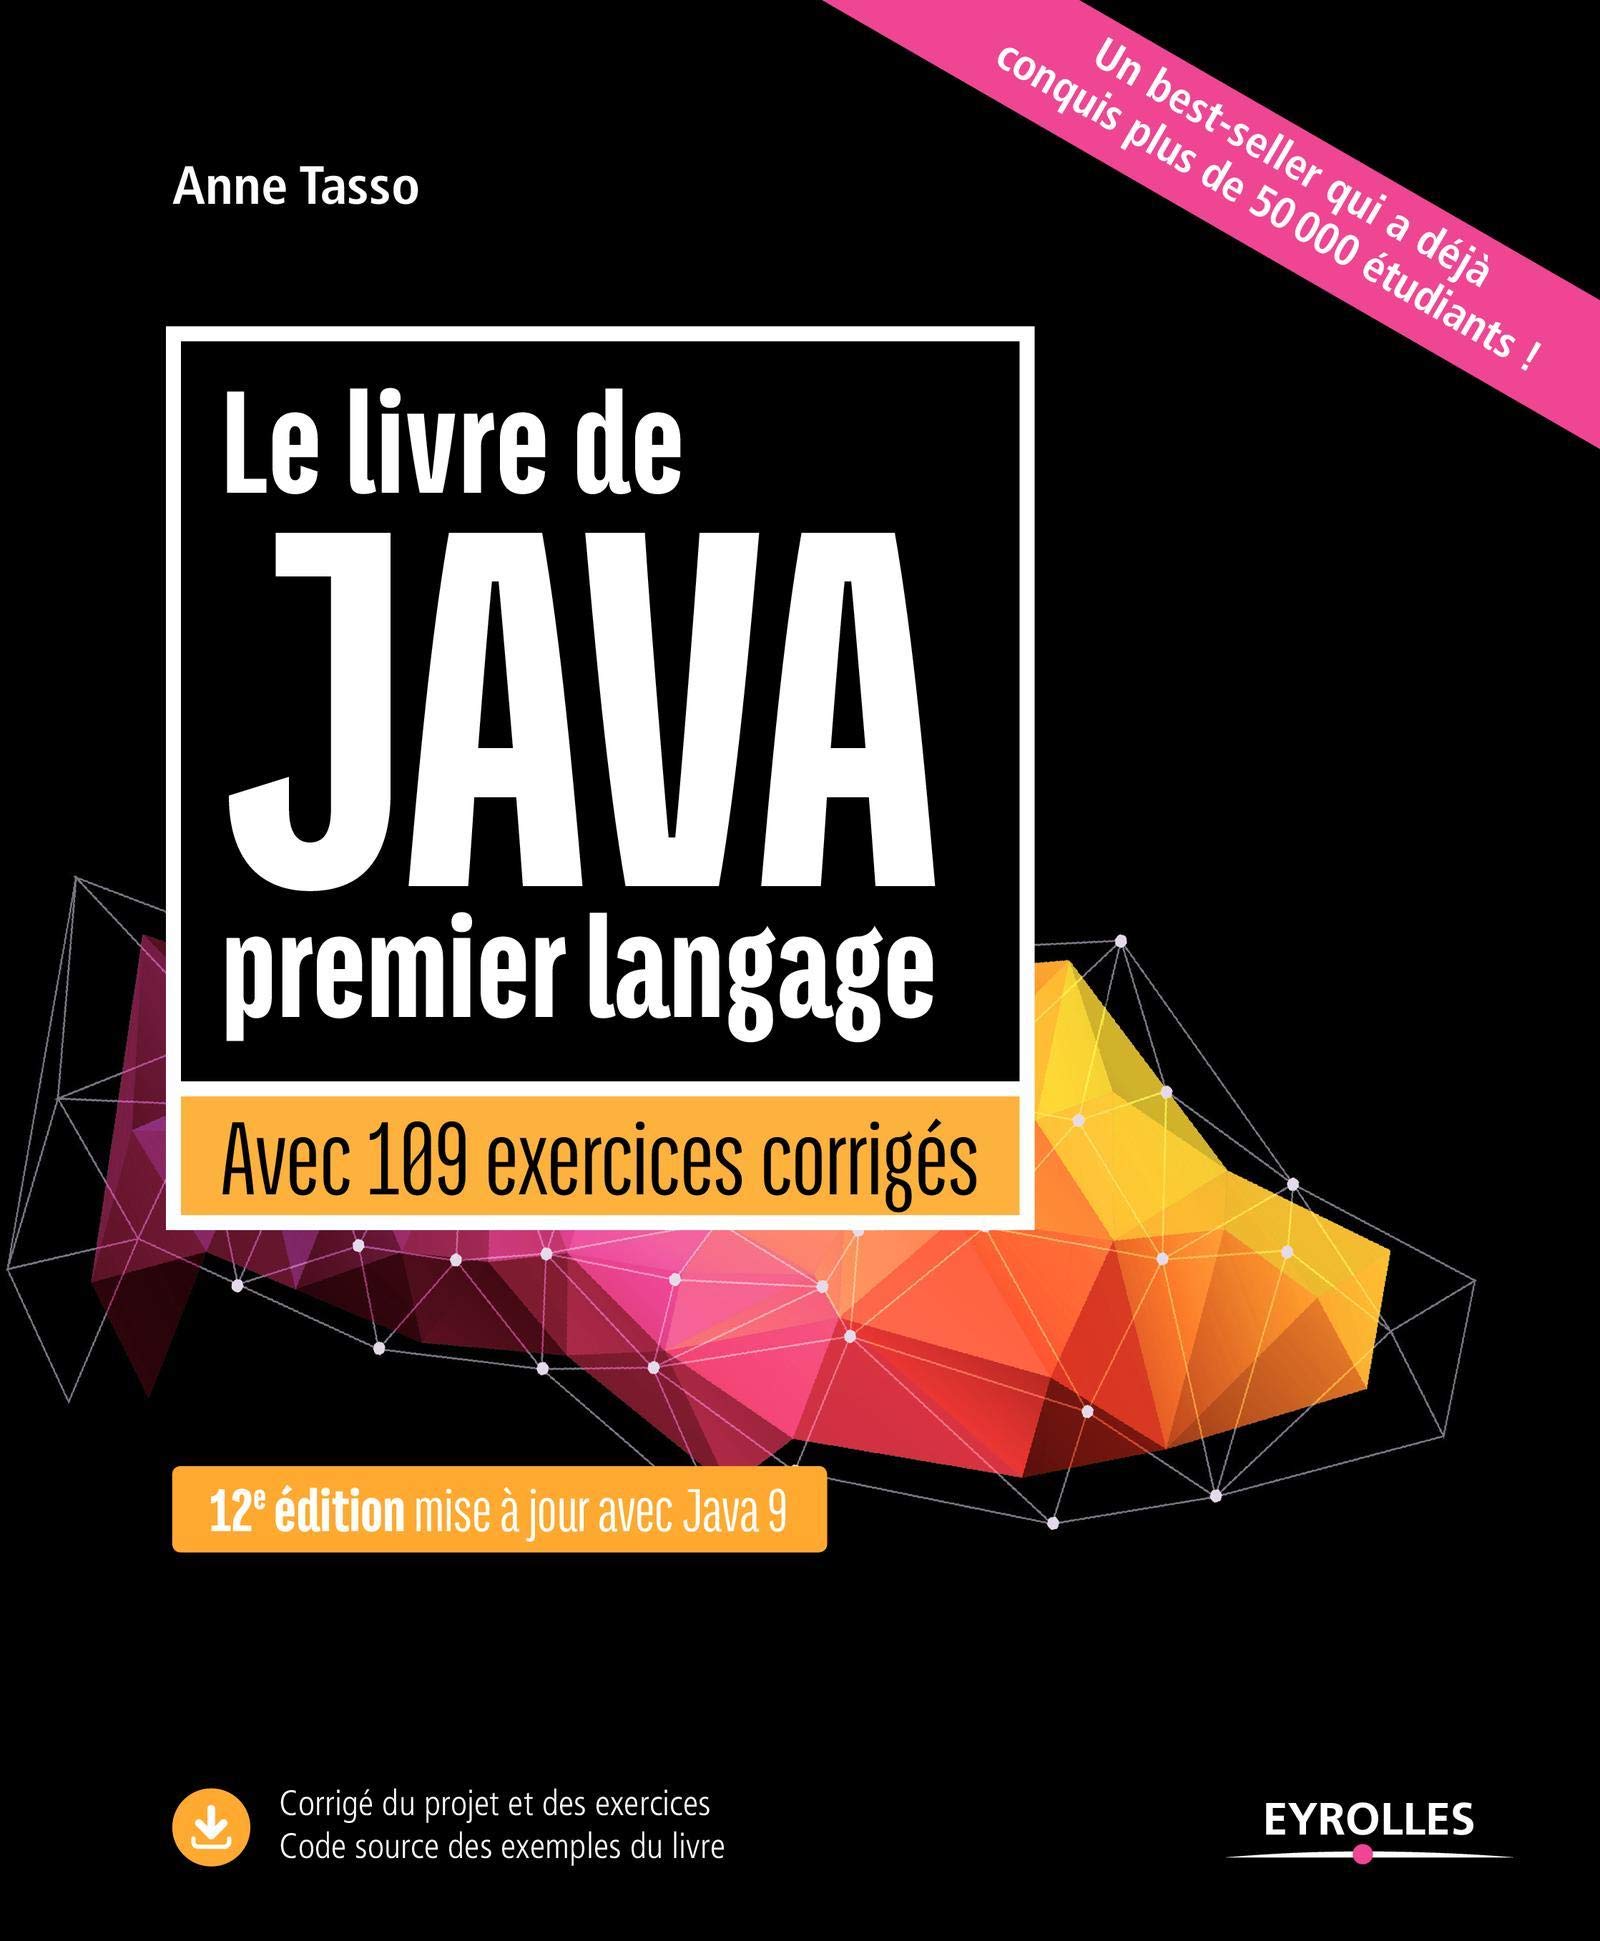 Un best-seller qui a déjà
conquis plus de 50 000 étudiants !
Anne Tasso
Le livre de
JAVA
premier langage
Avec 109 exercices corrigés
12e édition mise à jour avec Java 9
Corrigé du projet et des exercices
Code source des exemples du livre
EYROLLES